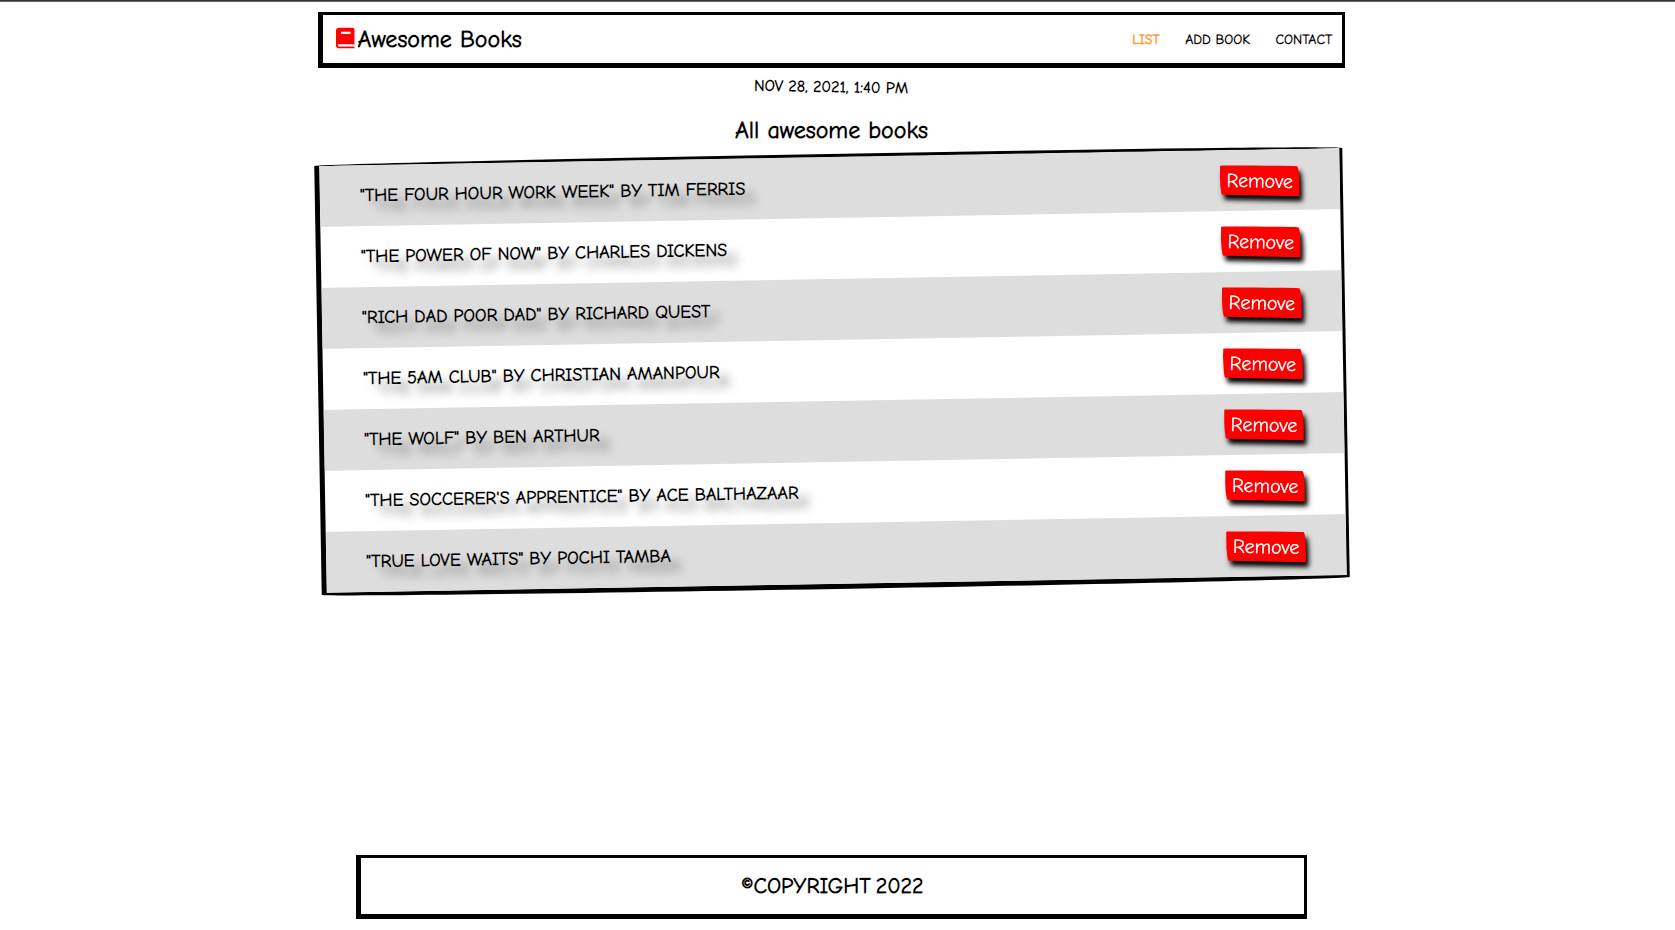 Awesome Books LIST ADD BOOK CONTACT
NOV 28, 2021, 1:40 PM
All awesome books
"THE FOUR HOUR WORK WEEK" BY TIM FERRIS Remove
"THE POWER OF NOW" BY CHARLES DICKENS Remove
"RICH DAD POOR DAD" BY RICHARD QUEST Remove
"THE 5AM CLUB" BY CHRISTIAN AMANPOUR Remove
"THE WOLF" BY BEN ARTHUR Remove
"THE SOCCERER'S APPRENTICE" BY ACE BALTHAZAAR Remove
"TRUE LOVE WAITS" BY POCHI TAMBA Remove
©COPYRIGHT 2022